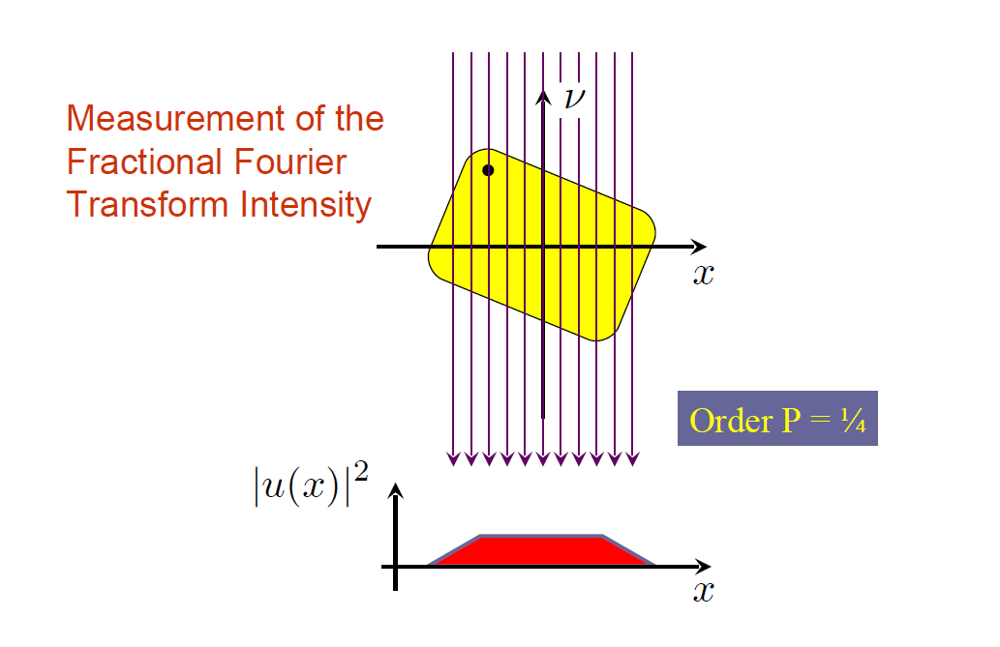 Measurement of the
Fractional Fourier
Transform Intensity
ν
x
Order P = ¼
|u(x)|²
x